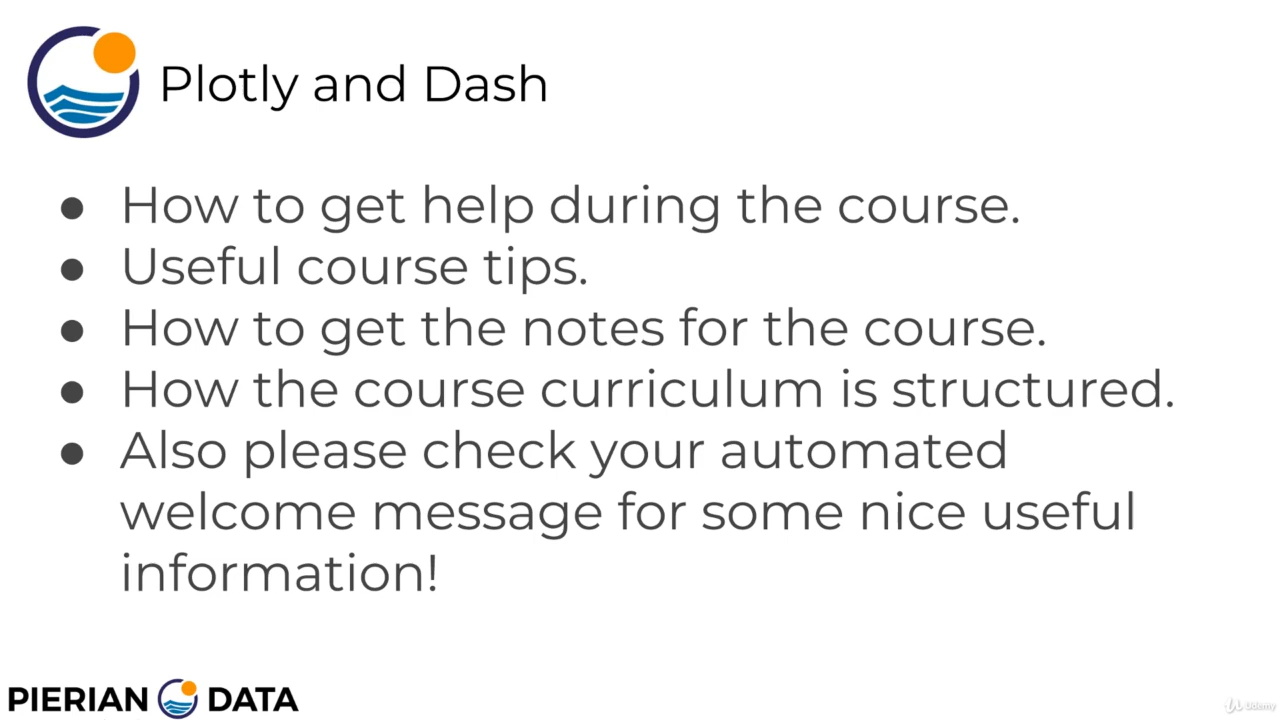 Plotly and Dash
● How to get help during the course.
● Useful course tips.
● How to get the notes for the course.
● How the course curriculum is structured.
● Also please check your automated
welcome message for some nice useful
information!
PIERIAN DATA
Udemy